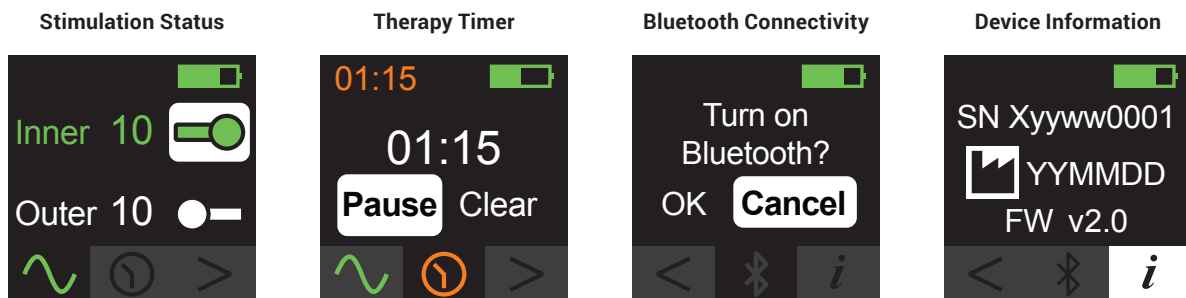 Stimulation Status
Therapy Timer
Bluetooth Connectivity
Device Information
Inner 10
Outer 10
01:15
01:15
Pause Clear
>
Turn on
Bluetooth?
OK Cancel
< i
SN Xyyww0001
YYMMDD
FW v2.0
< i